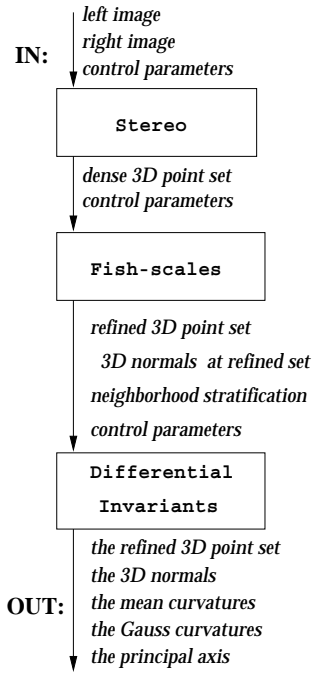 left image
right image
IN:
control parameters
Stereo
dense 3D point set
control parameters
Fish-scales
refined 3D point set
3D normals at refined set
neighborhood stratification
control parameters
Differential
Invariants
the refined 3D point set
the 3D normals
OUT:
the mean curvatures
the Gauss curvatures
the principal axis